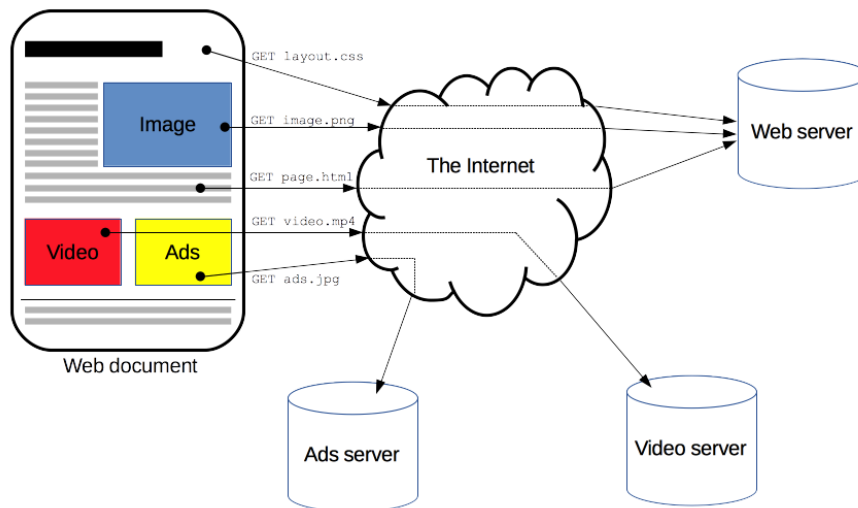 GET layout.css
Image
GET image.png
Web server
The Internet
GET page.html
GET video.mp4
Video
Ads
GET ads.jpg
Web document
Ads server
Video server